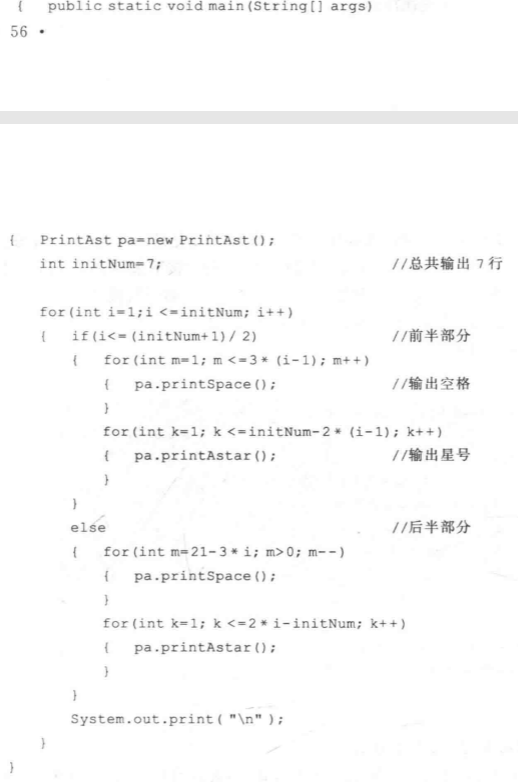 { public static void main(String[] args)
56 •
{ PrintAst pa=new PrintAst();
int initNum=7; //总共输出 7 行
for(int i=1;i <=initNum; i++)
{ if(i<= (initNum+1) / 2) //前半部分
{ for(int m=1; m <=3* (i-1); m++)
{ pa.printSpace(); //输出空格
}
for(int k=1; k <=initNum-2* (i-1); k++)
{ pa.printAstar(); //输出星号
}
}
else //后半部分
{ for(int m=21-3* i; m>0; m--)
{ pa.printSpace();
}
for(int k=1; k <=2* i-initNum; k++)
{ pa.printAstar();
}
}
System.out.print( "\n" );
}
}